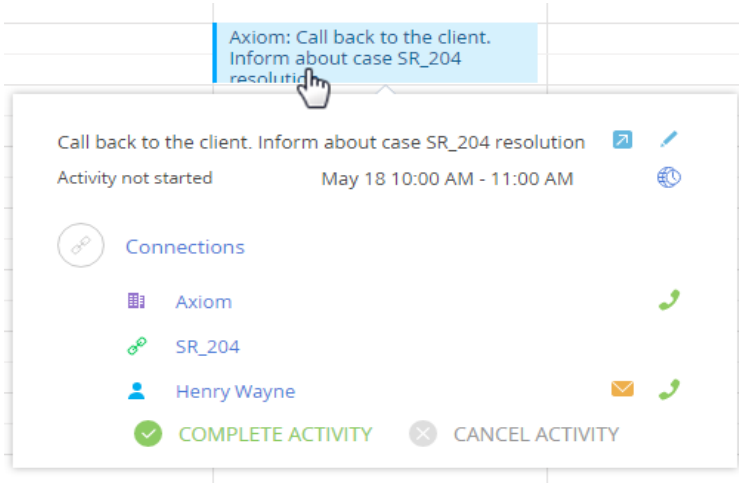 Axiom: Call back to the client.
Inform about case SR_204
resolution
Call back to the client. Inform about case SR_204 resolution
Activity not started May 18 10:00 AM - 11:00 AM
Connections
Axiom
SR_204
Henry Wayne
COMPLETE ACTIVITY CANCEL ACTIVITY